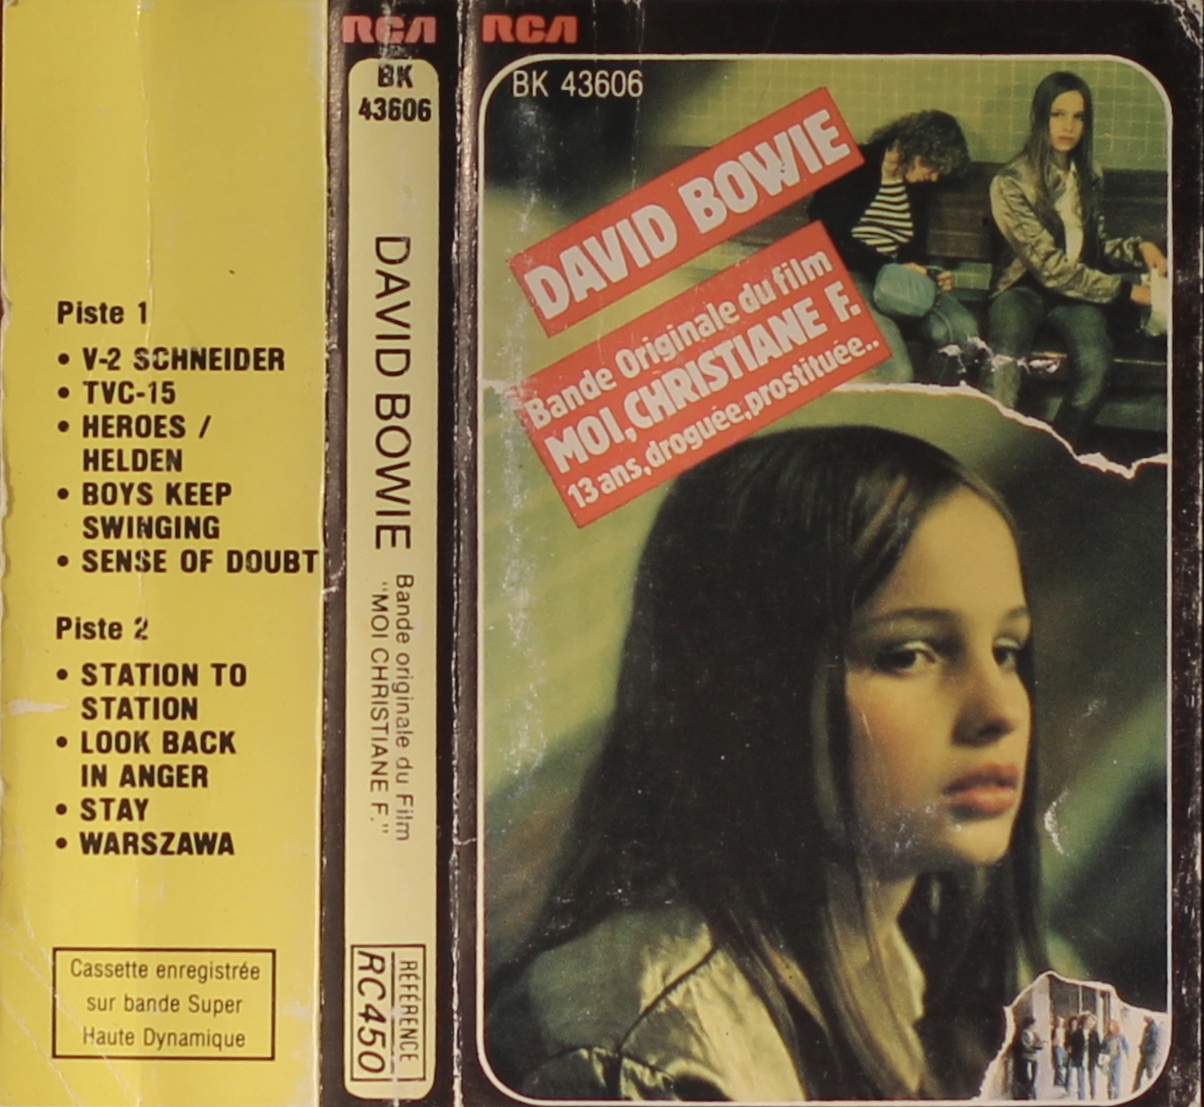 Piste 1
• V-2 SCHNEIDER
• TVC-15
• HEROES /
HELDEN
• BOYS KEEP
SWINGING
• SENSE OF DOUBT
Piste 2
• STATION TO
STATION
• LOOK BACK
IN ANGER
• STAY
• WARSZAWA
Cassette enregistrée
sur bande Super
Haute Dynamique
RCA
BK
43606
DAVID BOWIE
Bande originale du Film
"MOI CHRISTIANE F."
RÉFÉRENCE
RC450
RCA
BK 43606
DAVID BOWIE
Bande Originale du film
MOI, CHRISTIANE F.
13 ans, droguée, prostituée..